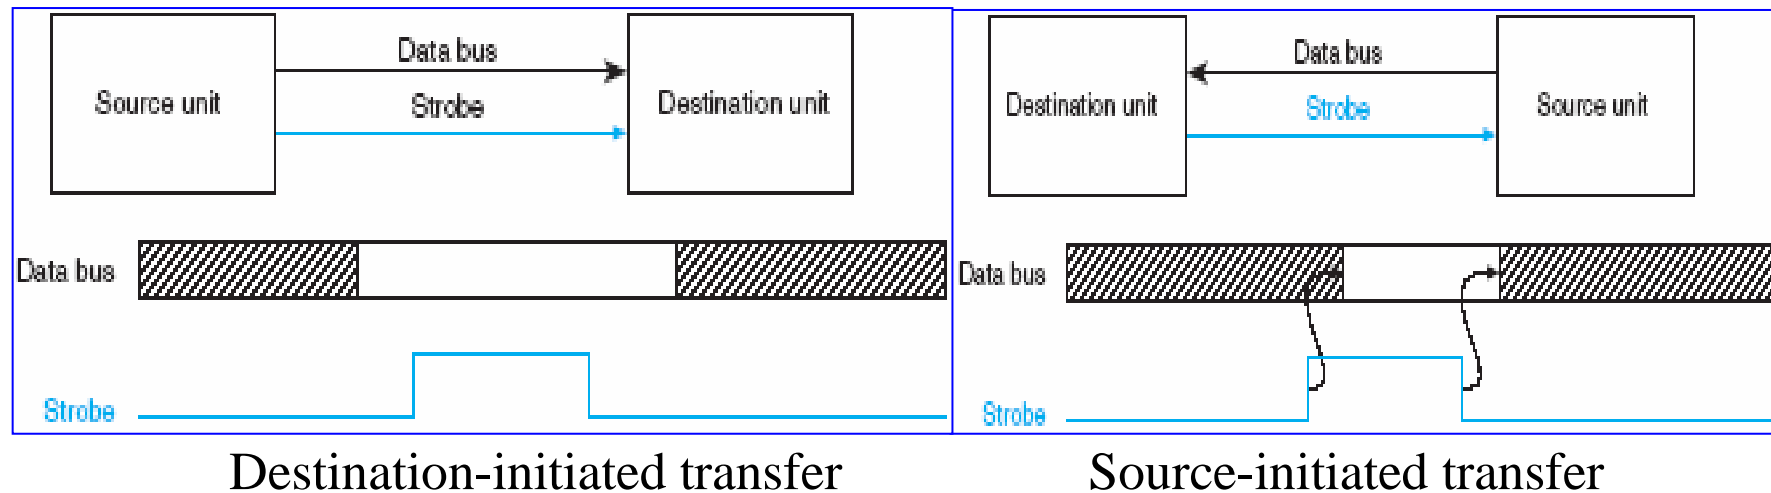 Data bus
Source unit
Strobe
Destination unit
Data bus
Strobe
Destination-initiated transfer
Data bus
Destination unit
Strobe
Source unit
Data bus
Strobe
Source-initiated transfer